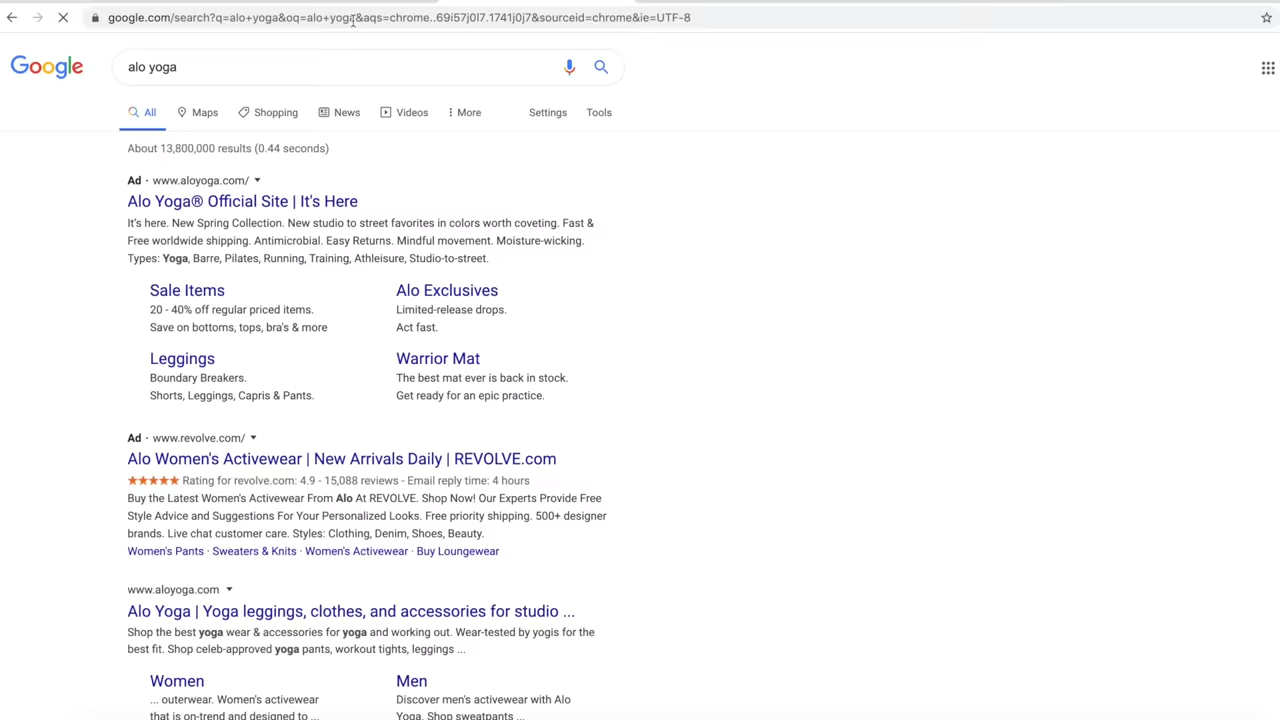 google.com/search?q=alo+yoga&oq=alo+yoga&aqs=chrome..69i57j0l7.1741j0j7&sourceid=chrome&ie=UTF-8
Google
alo yoga
All Maps Shopping News Videos More Settings Tools
About 13,800,000 results (0.44 seconds)
Ad · www.aloyoga.com/
Alo Yoga® Official Site | It's Here
It's here. New Spring Collection. New studio to street favorites in colors worth coveting. Fast &
Free worldwide shipping. Antimicrobial. Easy Returns. Mindful movement. Moisture-wicking.
Types: Yoga, Barre, Pilates, Running, Training, Athleisure, Studio-to-street.
Sale Items
20 - 40% off regular priced items.
Save on bottoms, tops, bra's & more
Alo Exclusives
Limited-release drops.
Act fast.
Leggings
Boundary Breakers.
Shorts, Leggings, Capris & Pants.
Warrior Mat
The best mat ever is back in stock.
Get ready for an epic practice.
Ad · www.revolve.com/
Alo Women's Activewear | New Arrivals Daily | REVOLVE.com
Rating for revolve.com: 4.9 - 15,088 reviews - Email reply time: 4 hours
Buy the Latest Women's Activewear From Alo At REVOLVE. Shop Now! Our Experts Provide Free
Style Advice and Suggestions For Your Personalized Looks. Free priority shipping. 500+ designer
brands. Live chat customer care. Styles: Clothing, Denim, Shoes, Beauty.
Women's Pants · Sweaters & Knits · Women's Activewear · Buy Loungewear
www.aloyoga.com
Alo Yoga | Yoga leggings, clothes, and accessories for studio ...
Shop the best yoga wear & accessories for yoga and working out. Wear-tested by yogis for the
best fit. Shop celeb-approved yoga pants, workout tights, leggings ...
Women
... outerwear. Women's activewear
that is on-trend and designed to ...
Men
Discover men's activewear with Alo
Yoga. Shop sweatpants ...